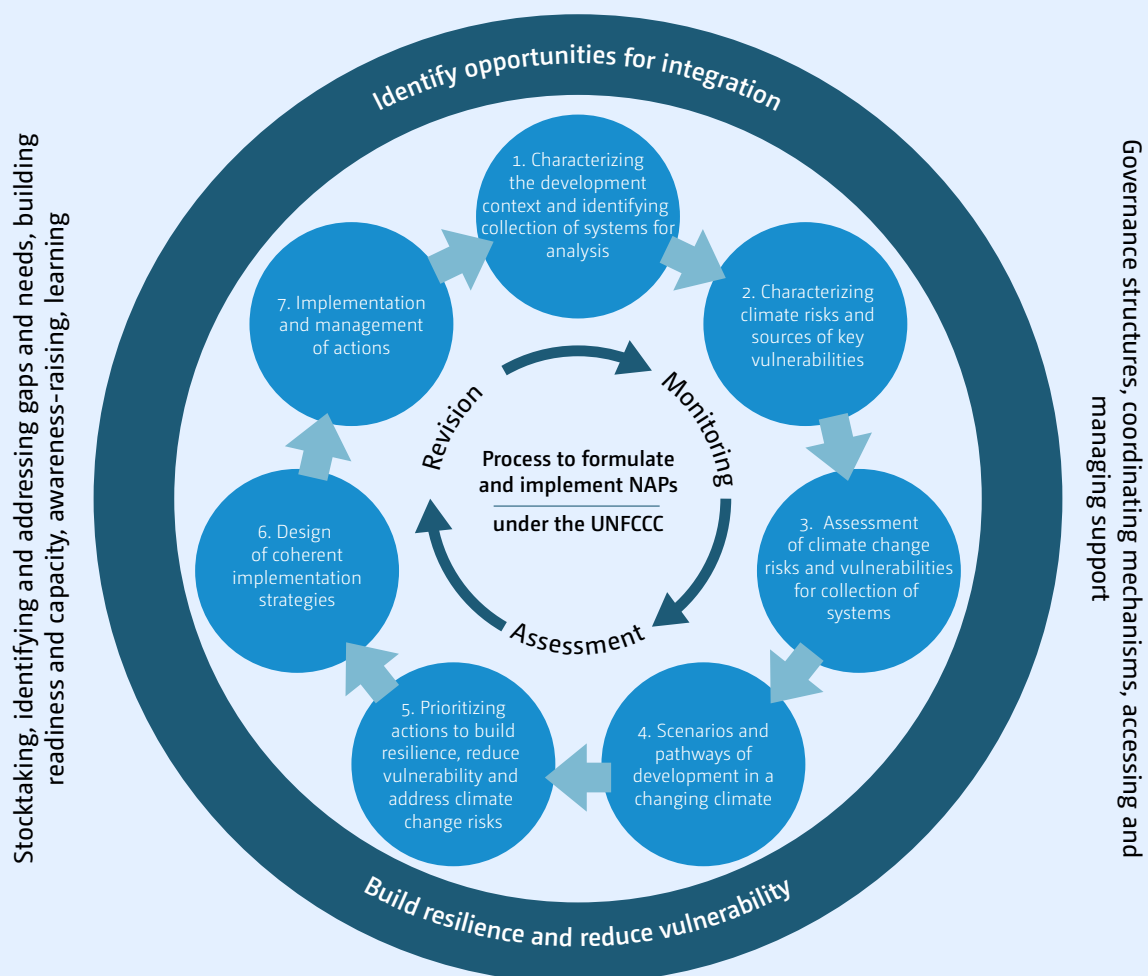 Identify opportunities for integration
Stocktaking, identifying and addressing gaps and needs, building
readiness and capacity, awareness-raising, learning
Governance structures, coordinating mechanisms, accessing and
managing support
1. Characterizing
the development
context and identifying
collection of systems for
analysis
2. Characterizing
climate risks and
sources of key
vulnerabilities
3. Assessment
of climate change
risks and vulnerabilities
for collection of
systems
4. Scenarios and
pathways of
development in a
changing climate
5. Prioritizing
actions to build
resilience, reduce
vulnerability and
address climate
change risks
6. Design
of coherent
implementation
strategies
7. Implementation
and management
of actions
Revision
Monitoring
Assessment
Process to formulate
and implement NAPs
under the UNFCCC
Build resilience and reduce vulnerability